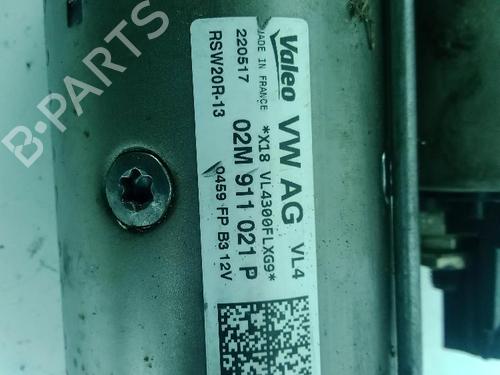 Valeo VW AG VL4
MADE IN FRANCE *X18 VL4300FLXG9*
220517 02M 911 021 P
RSW20R-13 0459 FP B3 12V
B-PARTS